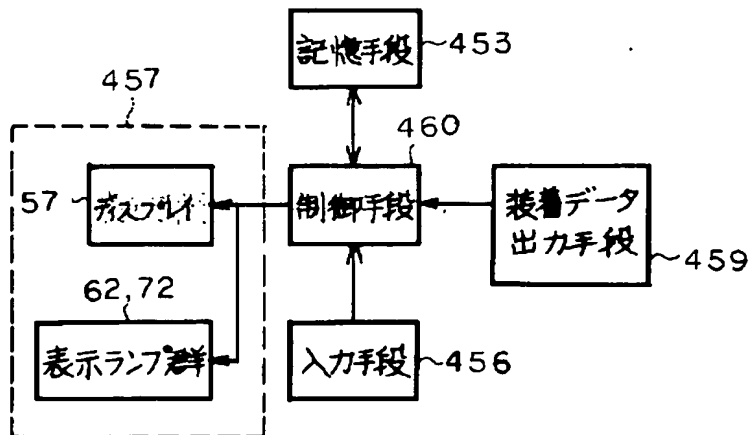 記憶手段
453
457
460
57
ディスプレイ
制御手段
装着データ
出力手段
459
62,72
表示ランプ群
入力手段
456